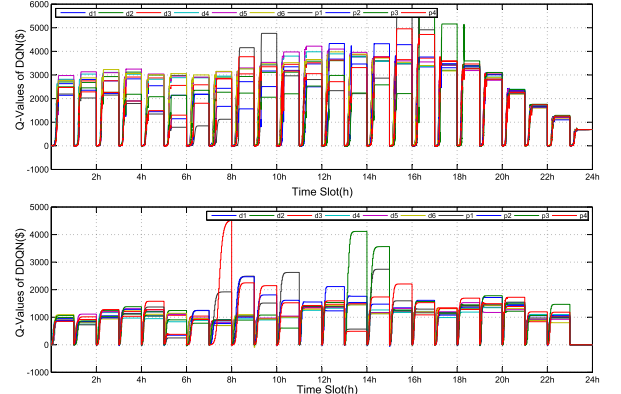 6000
d1 d2 d3 d4 d5 d6 p1 p2 p3 p4
5000
4000
3000
2000
1000
0
-1000
Q-Values of DQN($)
2h 4h 6h 8h 10h 12h 14h 16h 18h 20h 22h 24h
Time Slot(h)
5000
d1 d2 d3 d4 d5 d6 p1 p2 p3 p4
4000
3000
2000
1000
0
-1000
Q-Values of DDQN($)
2h 4h 6h 8h 10h 12h 14h 16h 18h 20h 22h 24h
Time Slot(h)